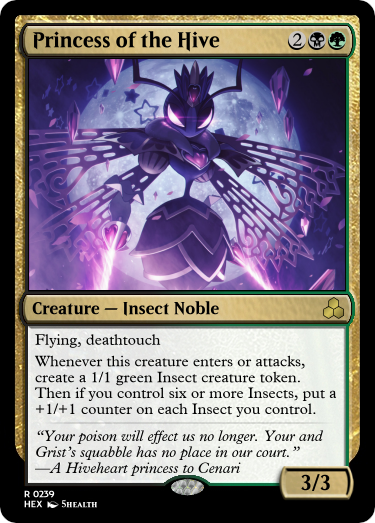 Princess of the Hive 2
Creature — Insect Noble
Flying, deathtouch
Whenever this creature enters or attacks,
create a 1/1 green Insect creature token.
Then if you control six or more Insects, put a
+1/+1 counter on each Insect you control.
“Your poison will effect us no longer. Your and
Grist's squabble has no place in our court.”
—A Hiveheart princess to Cenari
3/3
R 0239
HEX 5HEALTH